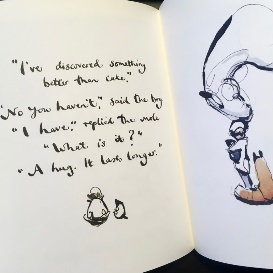 "I've discovered something
better than cake."
"No you haven't," said the boy
"I have," replied the mole
"What is it?"
"A hug. It lasts longer."